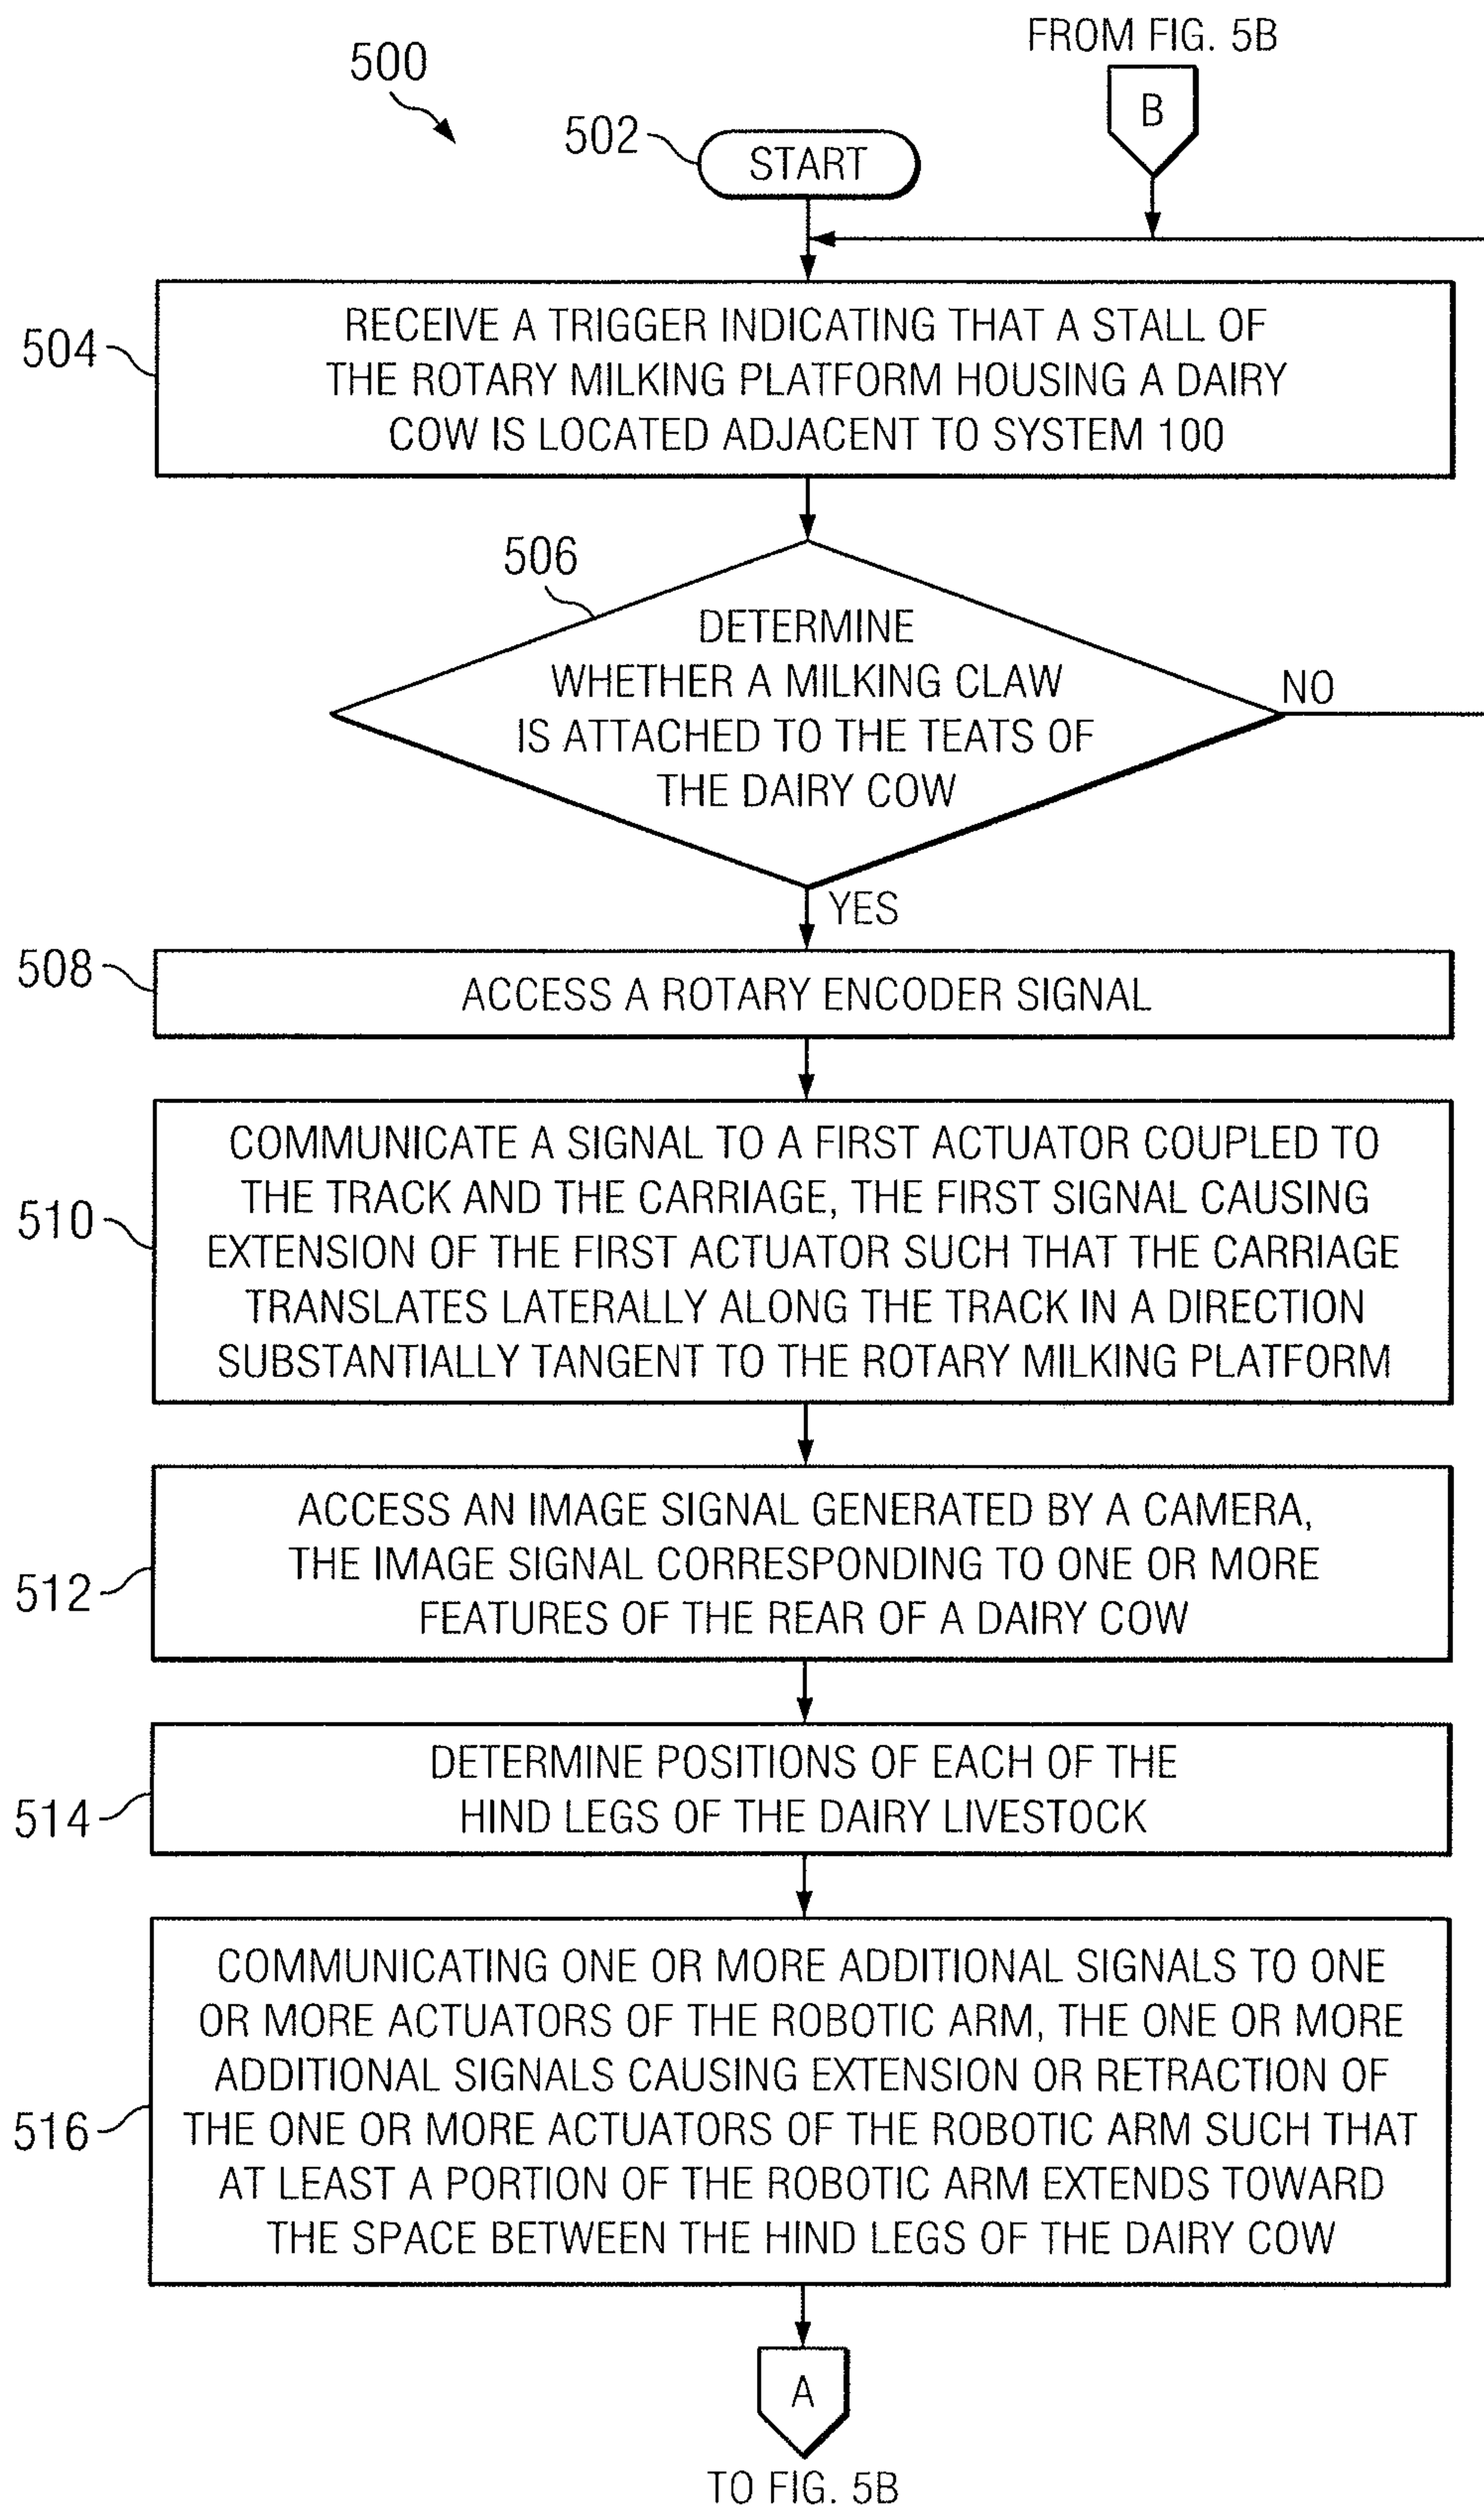 FROM FIG. 5B
500
B
502
START
504
RECEIVE A TRIGGER INDICATING THAT A STALL OF
THE ROTARY MILKING PLATFORM HOUSING A DAIRY
COW IS LOCATED ADJACENT TO SYSTEM 100
506
DETERMINE
WHETHER A MILKING CLAW
IS ATTACHED TO THE TEATS OF
THE DAIRY COW
NO
YES
508
ACCESS A ROTARY ENCODER SIGNAL
510
COMMUNICATE A SIGNAL TO A FIRST ACTUATOR COUPLED TO
THE TRACK AND THE CARRIAGE, THE FIRST SIGNAL CAUSING
EXTENSION OF THE FIRST ACTUATOR SUCH THAT THE CARRIAGE
TRANSLATES LATERALLY ALONG THE TRACK IN A DIRECTION
SUBSTANTIALLY TANGENT TO THE ROTARY MILKING PLATFORM
512
ACCESS AN IMAGE SIGNAL GENERATED BY A CAMERA,
THE IMAGE SIGNAL CORRESPONDING TO ONE OR MORE
FEATURES OF THE REAR OF A DAIRY COW
514
DETERMINE POSITIONS OF EACH OF THE
HIND LEGS OF THE DAIRY LIVESTOCK
516
COMMUNICATING ONE OR MORE ADDITIONAL SIGNALS TO ONE
OR MORE ACTUATORS OF THE ROBOTIC ARM, THE ONE OR MORE
ADDITIONAL SIGNALS CAUSING EXTENSION OR RETRACTION OF
THE ONE OR MORE ACTUATORS OF THE ROBOTIC ARM SUCH THAT
AT LEAST A PORTION OF THE ROBOTIC ARM EXTENDS TOWARD
THE SPACE BETWEEN THE HIND LEGS OF THE DAIRY COW
A
TO FIG. 5B